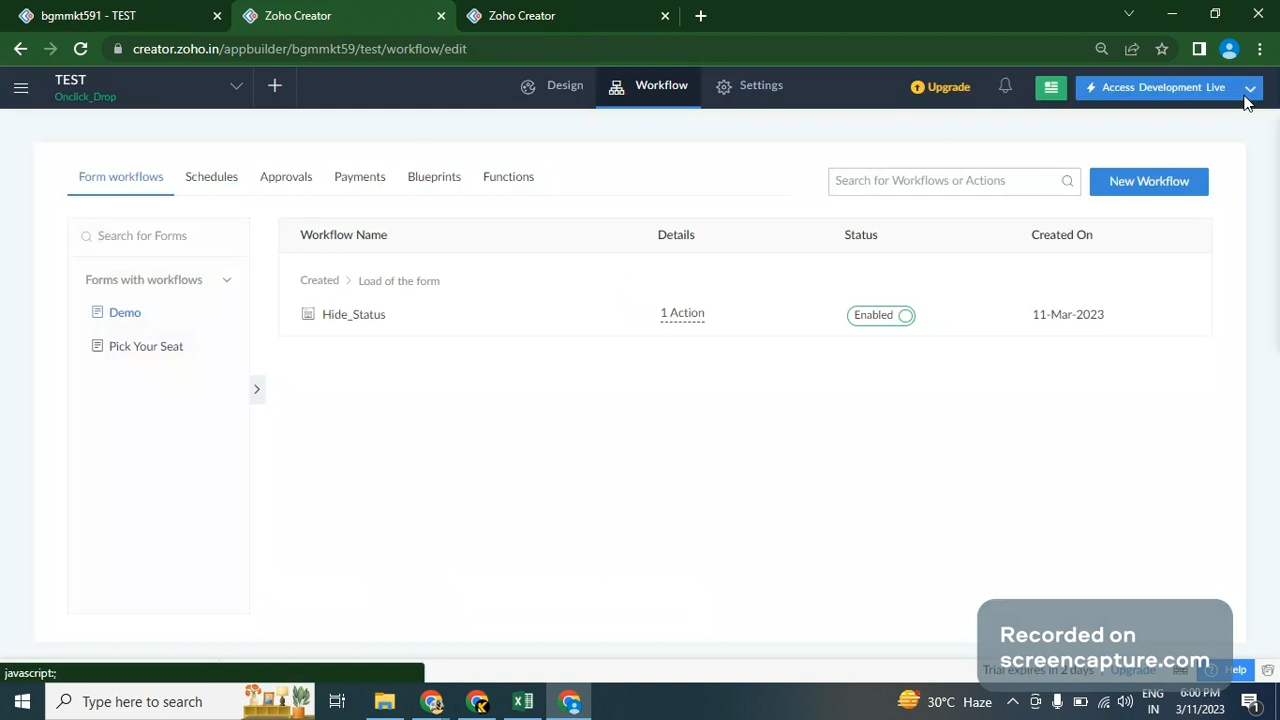 bgmmkt591 - TEST
Zoho Creator
Zoho Creator
creator.zoho.in/appbuilder/bgmmkt59/test/workflow/edit
TEST
Onclick_Drop
Design
Workflow
Settings
Upgrade
Access Development Live
Form workflows
Schedules
Approvals
Payments
Blueprints
Functions
Search for Workflows or Actions
New Workflow
Search for Forms
Workflow Name
Details
Status
Created On
Forms with workflows
Created > Load of the form
Demo
Hide_Status
1 Action
Enabled
11-Mar-2023
Pick Your Seat
Recorded on
screencapture.com
Trial expires in 2 days
Upgrade
Help
javascript:;
Type here to search
30°C Haze
ENG
IN
6:00 PM
3/11/2023
1